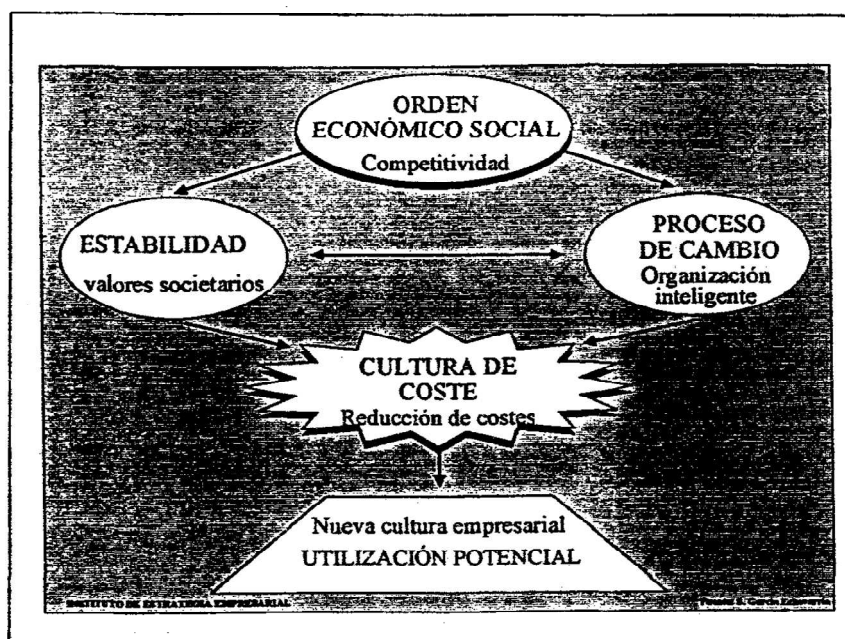 ORDEN
ECONÓMICO SOCIAL
Competitividad
ESTABILIDAD
valores societarios
PROCESO
DE CAMBIO
Organización
inteligente
CULTURA DE
COSTE
Reducción de costes
Nueva cultura empresarial
UTILIZACIÓN POTENCIAL
INSTITUTO DE ESTRATEGIA EMPRESARIAL